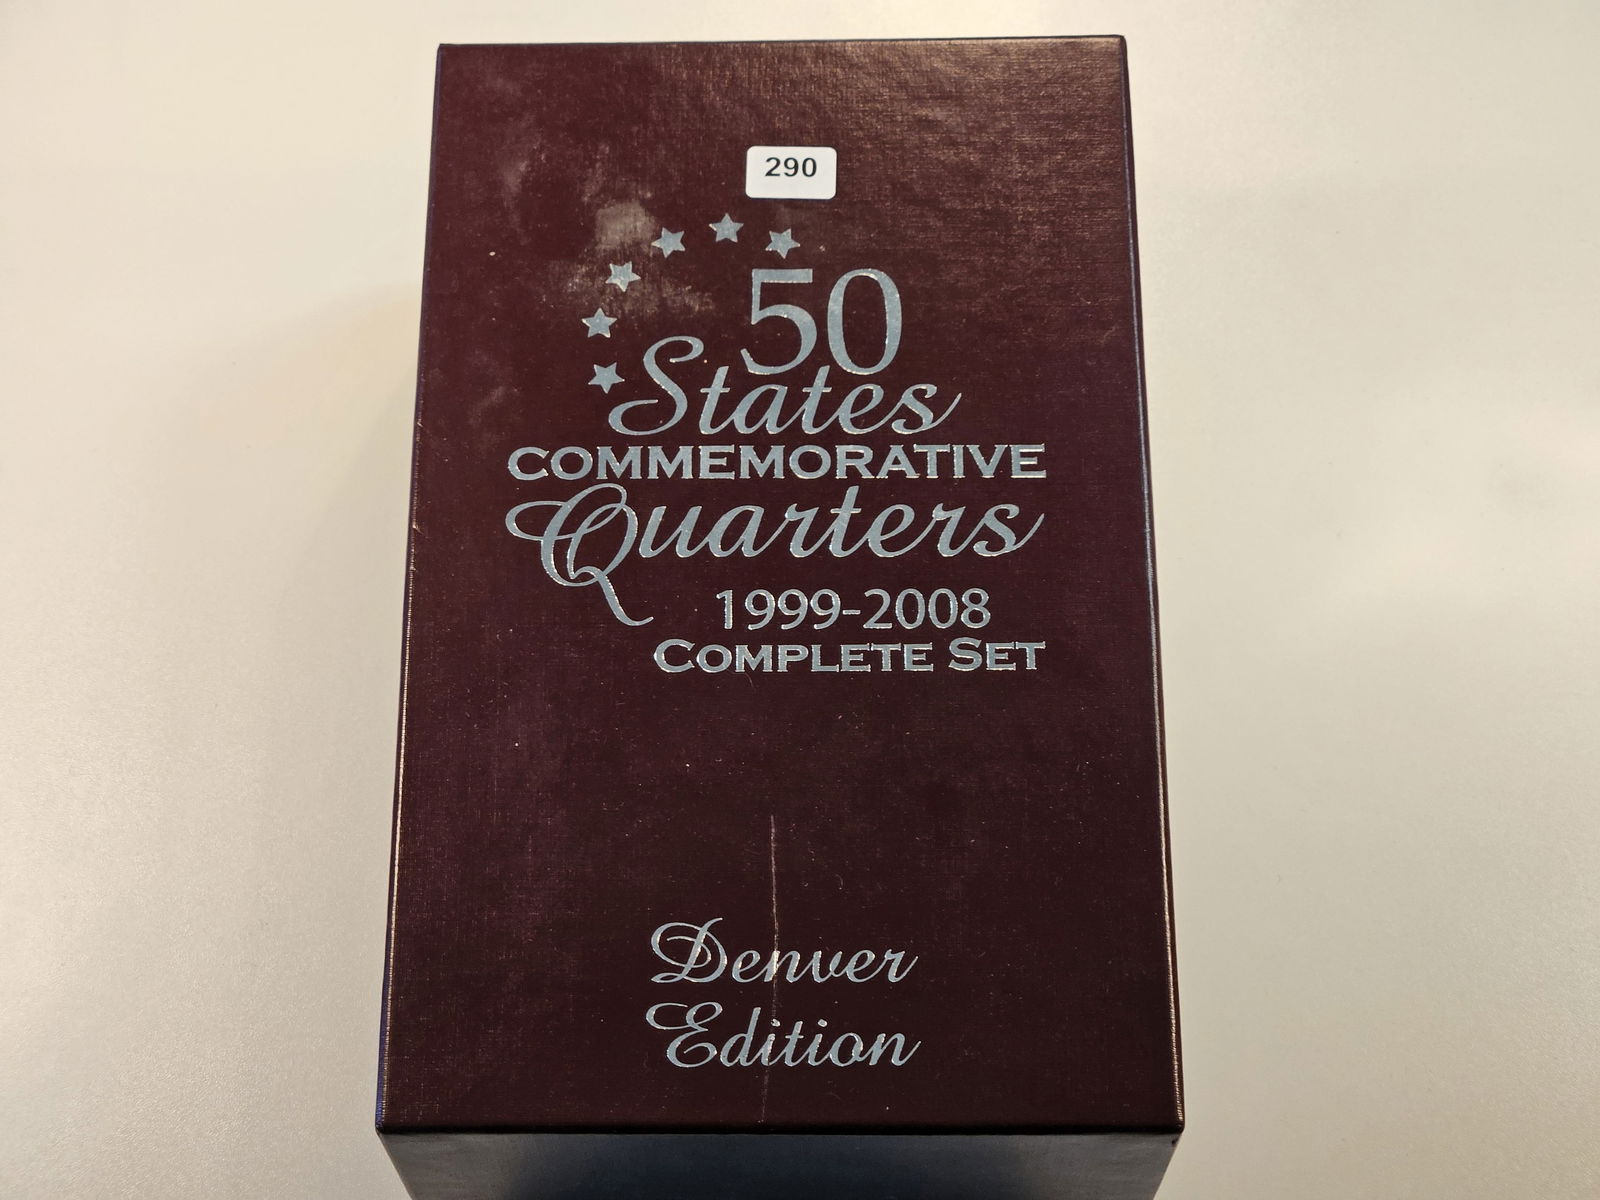 290
50
States
COMMEMORATIVE
Quarters
1999-2008
COMPLETE SET
Denver
Edition